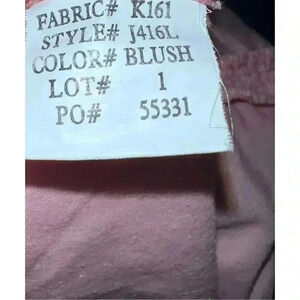 FABRIC# K161
STYLE# J416L
COLOR# BLUSH
LOT# 1
PO# 55331